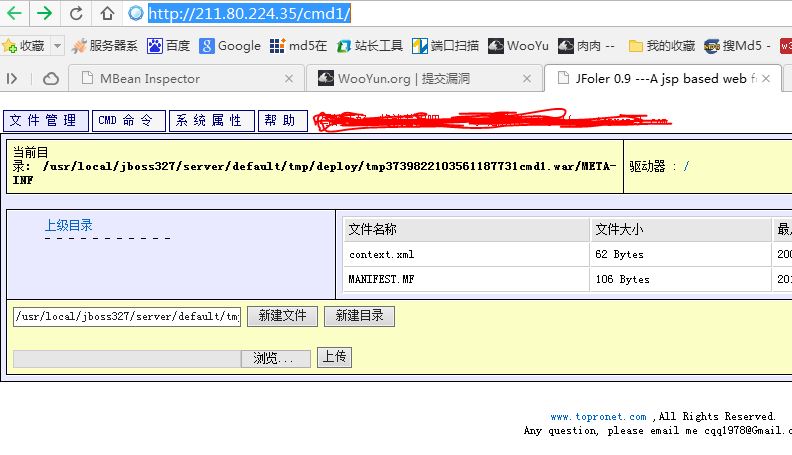 http://211.80.224.35/cmd1/
收藏 服务器系 百度 Google md5在 站长工具 端口扫描 WooYu 肉肉 -- 我的收藏 搜Md5 -
MBean Inspector WooYun.org | 提交漏洞 JFoler 0.9 ---A jsp based web f
文件管理 CMD 命令 系统属性 帮助
当前目
录: /usr/local/jboss327/server/default/tmp/deploy/tmp3739822103561187731cmd1.war/META-
INF
驱动器 : /
上级目录
- - - - - - - - - - - -
文件名称 文件大小 最
context.xml 62 Bytes 200
MANIFEST.MF 106 Bytes 201
/usr/local/jboss327/server/default/tm 新建文件 新建目录
浏览... 上传
www.topronet.com ,All Rights Reserved.
Any question, please email me cqq1978@Gmail.c